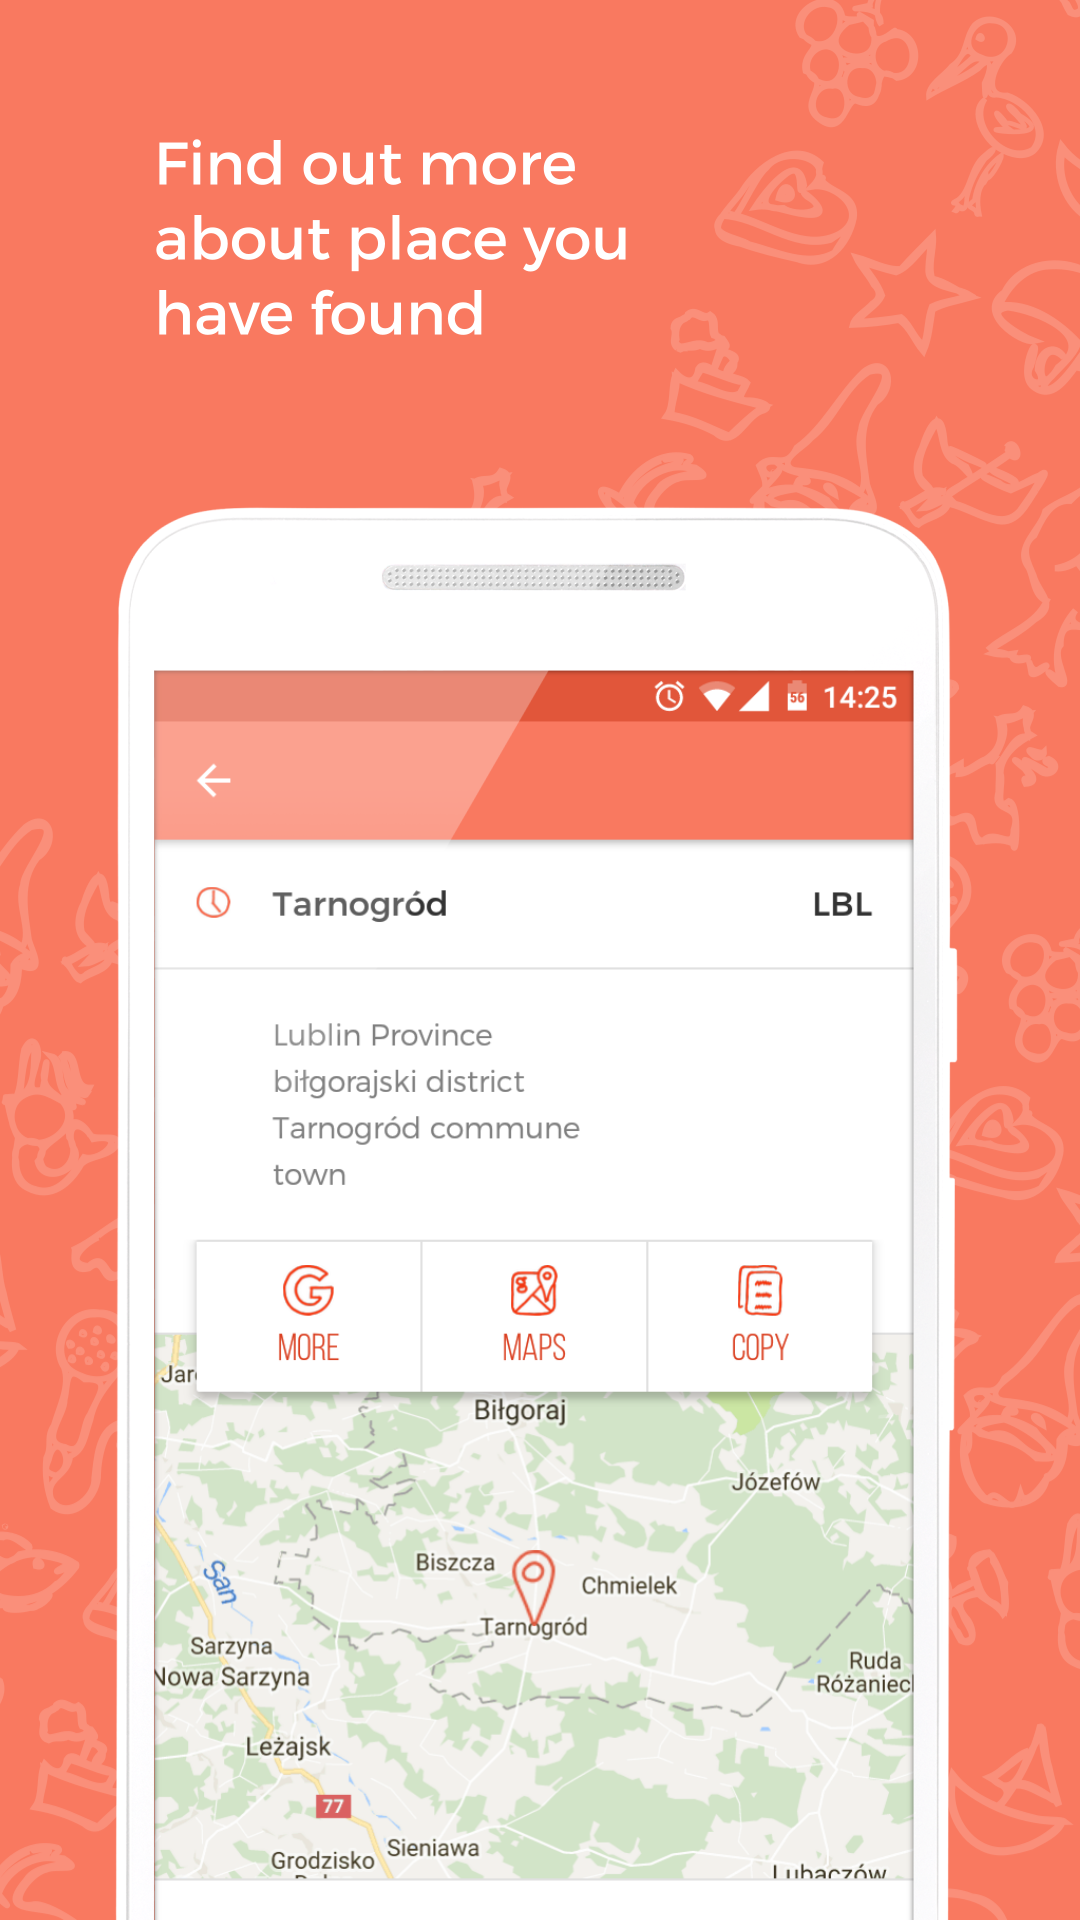 Find out more
about place you
have found
56 14:25
Tarnogród LBL
Lublin Province
biłgorajski district
Tarnogród commune
town
MORE MAPS COPY
Jar
Biłgoraj
Józefów
Biszcza
Chmielek
San
Tarnogród
Sarzyna
Ruda
Nowa Sarzyna
Różaniec
Leżajsk
77
Sieniawa
Grodzisko
Lubaczów